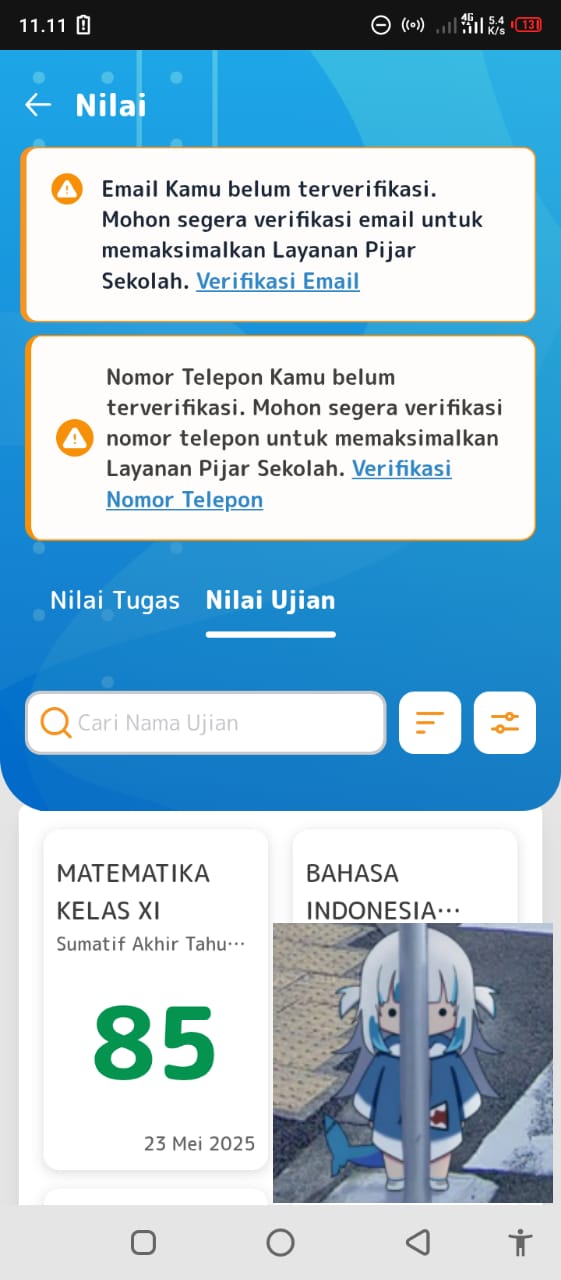 11.11
4G
5.4
K/s
13
Nilai
Email Kamu belum terverifikasi.
Mohon segera verifikasi email untuk
memaksimalkan Layanan Pijar
Sekolah. Verifikasi Email
Nomor Telepon Kamu belum
terverifikasi. Mohon segera verifikasi
nomor telepon untuk memaksimalkan
Layanan Pijar Sekolah. Verifikasi
Nomor Telepon
Nilai Tugas
Nilai Ujian
Cari Nama Ujian
MATEMATIKA
KELAS XI
Sumatif Akhir Tahu...
85
23 Mei 2025
BAHASA
INDONESIA...